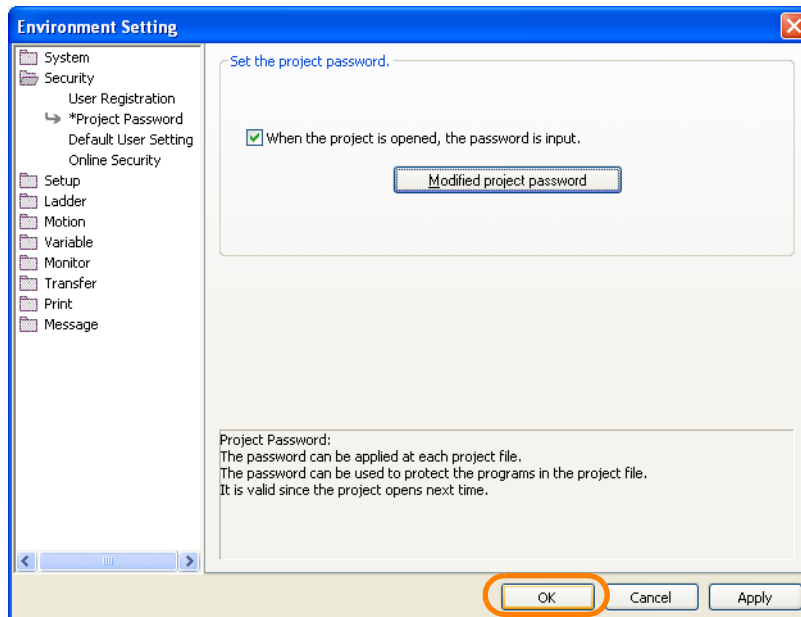 Environment Setting
System
Security
User Registration
*Project Password
Default User Setting
Online Security
Setup
Ladder
Motion
Variable
Monitor
Transfer
Print
Message
Set the project password.
When the project is opened, the password is input.
Modified project password
Project Password:
The password can be applied at each project file.
The password can be used to protect the programs in the project file.
It is valid since the project opens next time.
OK
Cancel
Apply